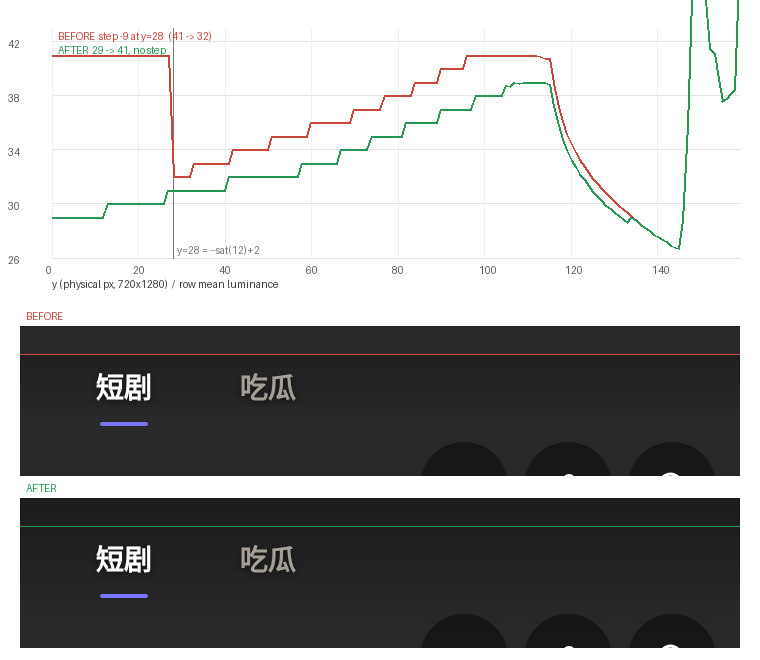 42
BEFORE step -9 at y=28 (41 -> 32)
AFTER 29 -> 41, no step
38
34
30
26
y=28 = --sat(12)+2
0 20 40 60 80 100 120 140
y (physical px, 720x1280) / row mean luminance
BEFORE
短剧 吃瓜
AFTER
短剧 吃瓜